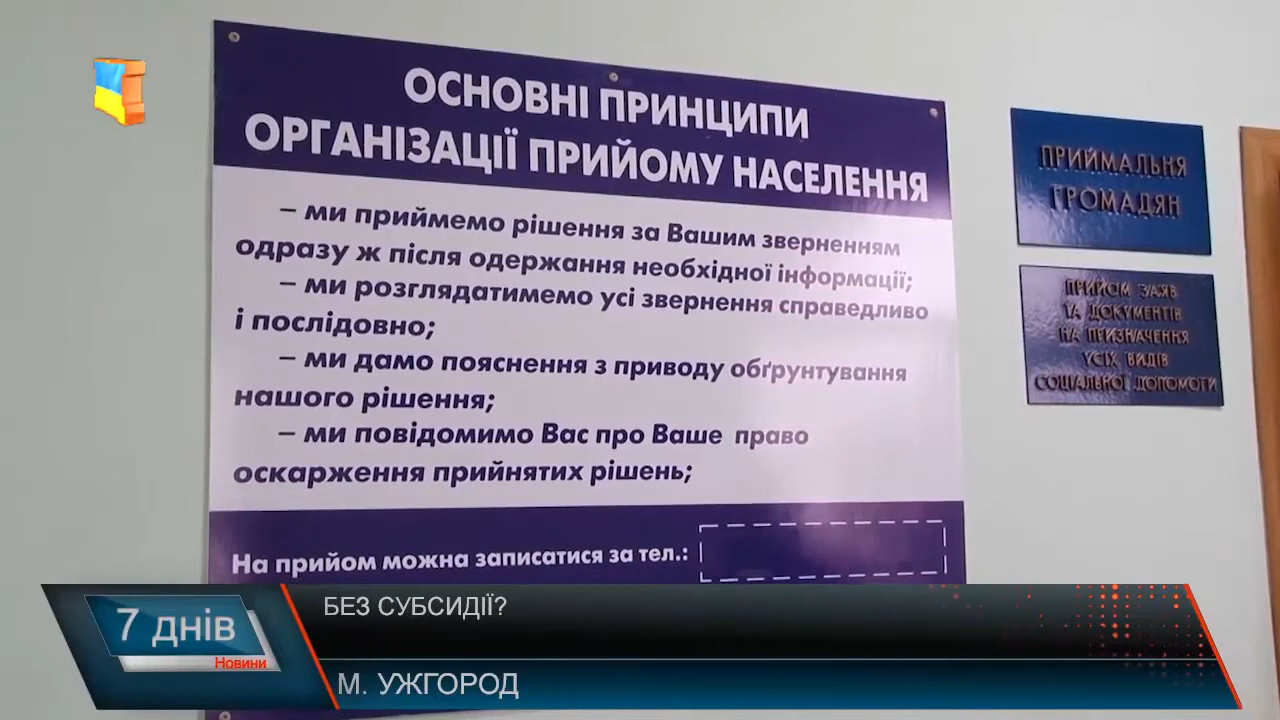 ОСНОВНІ ПРИНЦИПИ
ОРГАНІЗАЦІЇ ПРИЙОМУ НАСЕЛЕННЯ
– ми приймемо рішення за Вашим зверненням
одразу ж після одержання необхідної інформації;
– ми розглядатимемо усі звернення справедливо
і послідовно;
– ми дамо пояснення з приводу обґрунтування
нашого рішення;
– ми повідомимо Вас про Ваше право
оскарження прийнятих рішень;
На прийом можна записатися за тел.:
ПРИЙМАЛЬНЯ
ГРОМАДЯН
ПРИЙОМ ЗАЯВ
ТА ДОКУМЕНТІВ
НА ПРИЗНАЧЕННЯ
УСІХ ВИДІВ
СОЦІАЛЬНОЇ ДОПОМОГИ
7 днів
Новини
БЕЗ СУБСИДІЇ?
М. УЖГОРОД